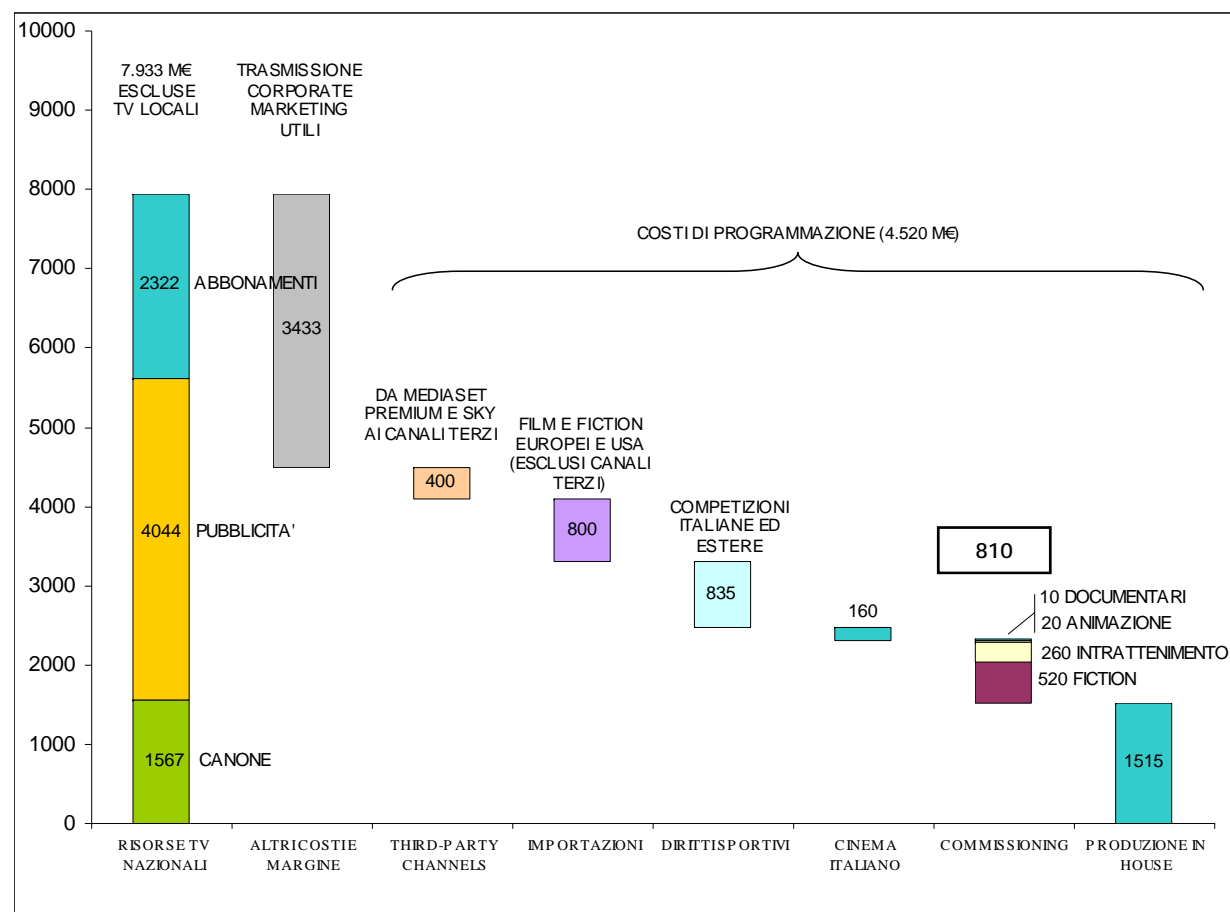 10000
9000
8000
7000
6000
5000
4000
3000
2000
1000
0
7.933 M€
ESCLUSE
TV LOCALI
TRASMISSIONE
CORPORATE
MARKETING
UTILI
COSTI DI PROGRAMMAZIONE (4.520 M€)
2322
ABBONAMENTI
3433
DA MEDIASET
PREMIUM E SKY
AI CANALI TERZI
400
FILM E FICTION
EUROPEI E USA
(ESCLUSI CANALI
TERZI)
800
COMPETIZIONI
ITALIANE ED
ESTERE
835
4044
PUBBLICITA'
160
810
10 DOCUMENTARI
20 ANIMAZIONE
260 INTRATTENIMENTO
520 FICTION
1567
CANONE
1515
RISORSE TV
NAZIONALI
ALTRI COSTI E
MARGINE
THIRD-PARTY
CHANNELS
IMPORTAZIONI
DIRITTI SPORTIVI
CINEMA
ITALIANO
COMMISSIONING
PRODUZIONE IN
HOUSE